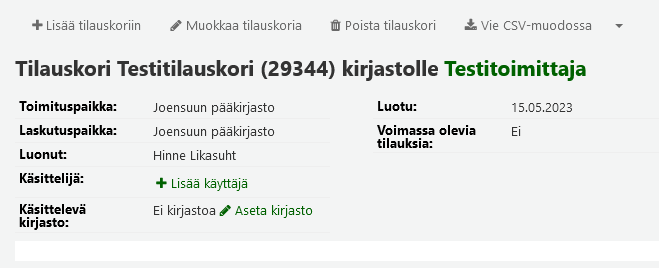 Lisää tilauskoriin Muokkaa tilauskoria Poista tilauskori Vie CSV-muodossa
Tilauskori Testitilauskori (29344) kirjastolle Testitoimittaja
Toimituspaikka: Joensuun pääkirjasto
Laskutuspaikka: Joensuun pääkirjasto
Luonut: Hinne Likasuht
Käsittelijä: Lisää käyttäjä
Käsittelevä
kirjasto: Ei kirjastoa Aseta kirjasto
Luotu: 15.05.2023
Voimassa olevia
tilauksia: Ei